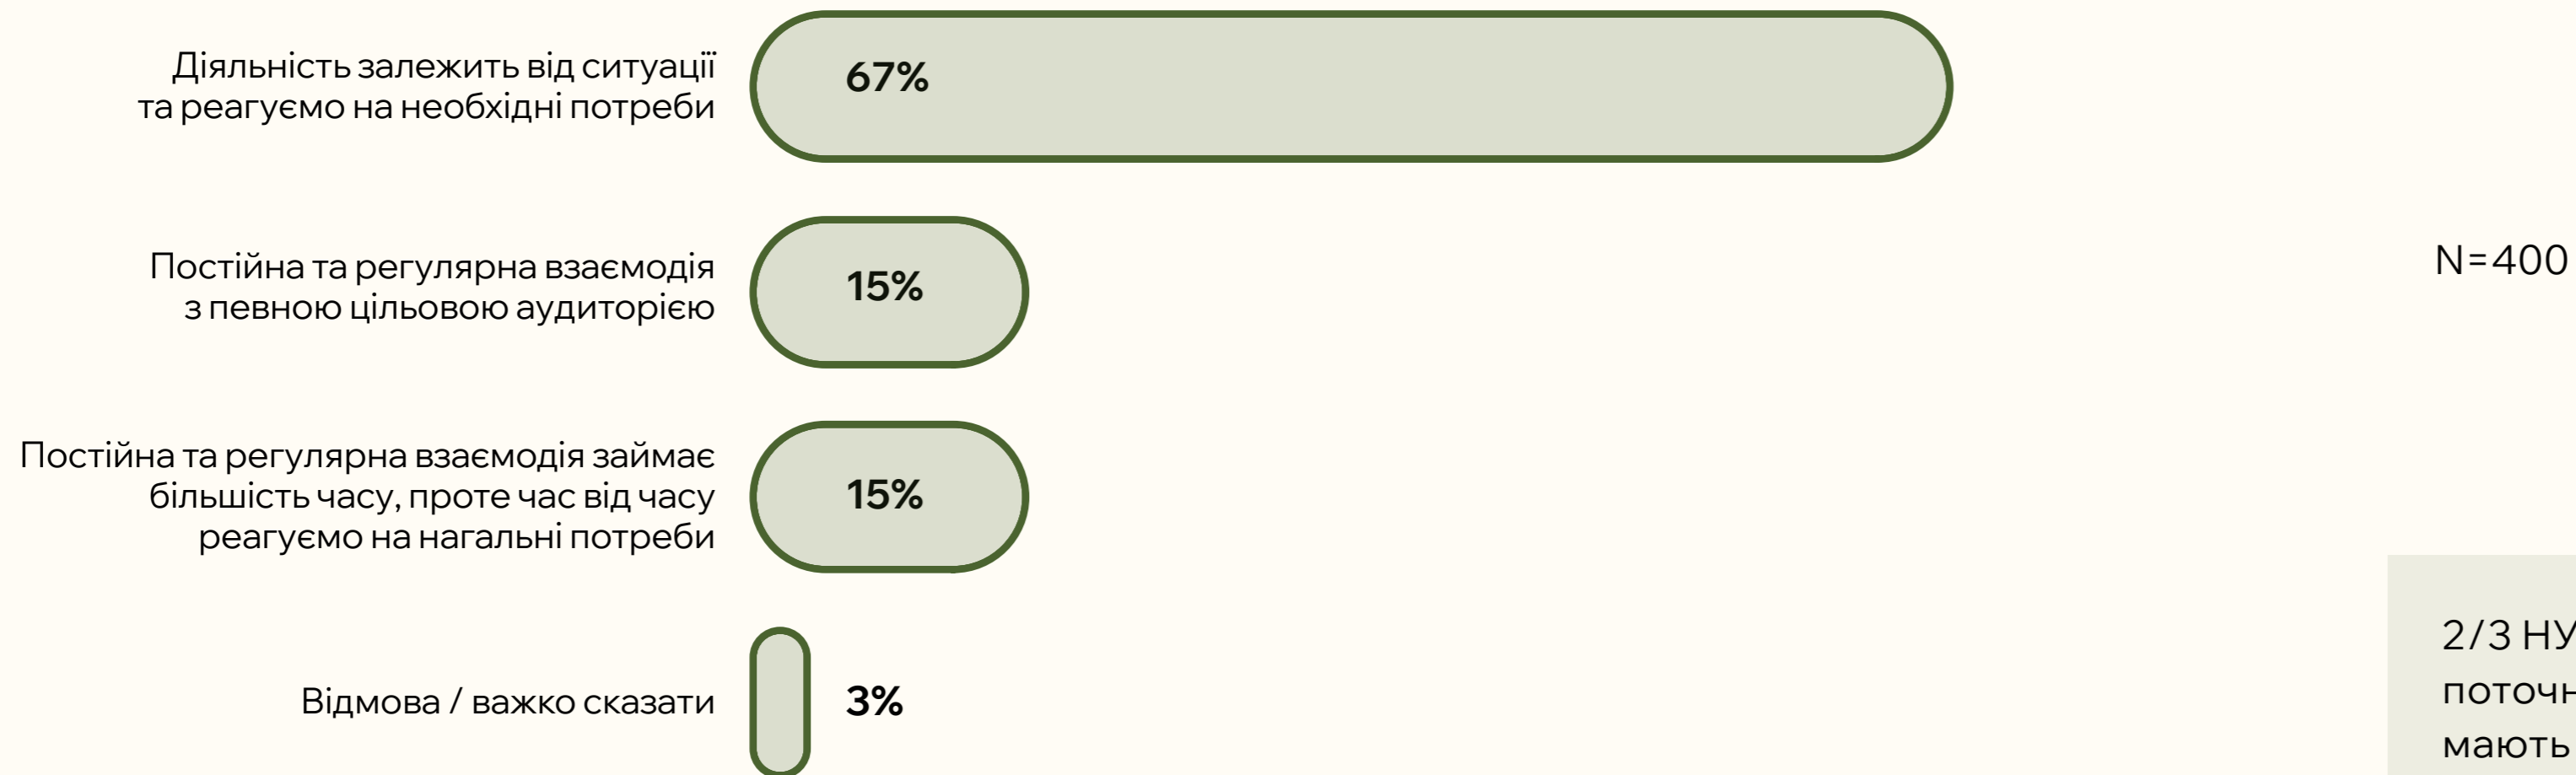 Діяльність залежить від ситуації
та реагуємо на необхідні потреби
67%
Постійна та регулярна взаємодія
з певною цільовою аудиторією
15%
N=400
Постійна та регулярна взаємодія займає
більшість часу, проте час від часу
реагуємо на нагальні потреби
15%
Відмова / важко сказати
3%
2/3
мають